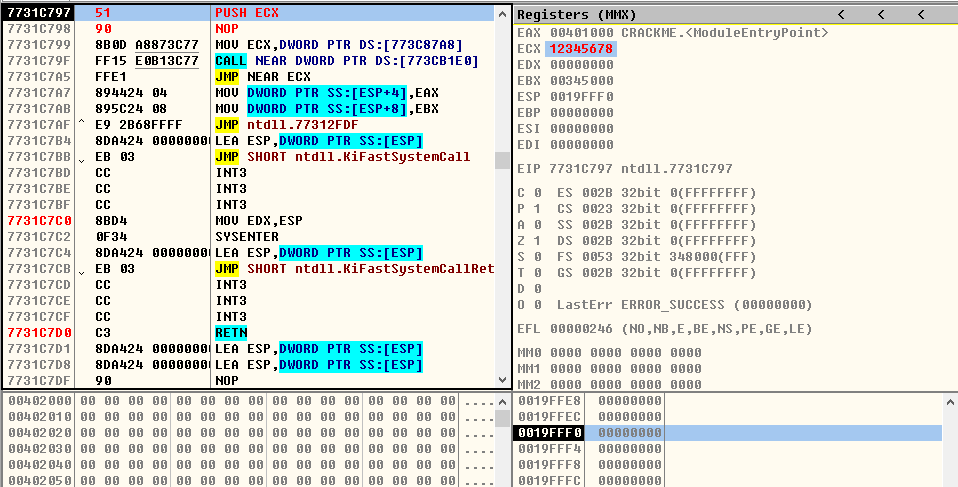 7731C797 51 PUSH ECX
7731C798 90 NOP
7731C799 8B0D A8873C77 MOV ECX,DWORD PTR DS:[773C87A8]
7731C79F FF15 E0B13C77 CALL NEAR DWORD PTR DS:[773CB1E0]
7731C7A5 FFE1 JMP NEAR ECX
7731C7A7 894424 04 MOV DWORD PTR SS:[ESP+4],EAX
7731C7AB 895C24 08 MOV DWORD PTR SS:[ESP+8],EBX
7731C7AF ^ E9 2B68FFFF JMP ntdll.77312FDF
7731C7B4 8DA424 00000000 LEA ESP,DWORD PTR SS:[ESP]
7731C7BB EB 03 JMP SHORT ntdll.KiFastSystemCall
7731C7BD CC INT3
7731C7BE CC INT3
7731C7BF CC INT3
7731C7C0 8BD4 MOV EDX,ESP
7731C7C2 0F34 SYSENTER
7731C7C4 8DA424 00000000 LEA ESP,DWORD PTR SS:[ESP]
7731C7CB EB 03 JMP SHORT ntdll.KiFastSystemCallRet
7731C7CD CC INT3
7731C7CE CC INT3
7731C7CF CC INT3
7731C7D0 C3 RETN
7731C7D1 8DA424 00000000 LEA ESP,DWORD PTR SS:[ESP]
7731C7D8 8DA424 00000000 LEA ESP,DWORD PTR SS:[ESP]
7731C7DF 90 NOP
Registers (MMX) < < <
EAX 00401000 CRACKME.<ModuleEntryPoint>
ECX 12345678
EDX 00000000
EBX 00345000
ESP 0019FFF0
EBP 00000000
ESI 00000000
EDI 00000000
EIP 7731C797 ntdll.7731C797
C 0 ES 002B 32bit 0(FFFFFFFF)
P 1 CS 0023 32bit 0(FFFFFFFF)
A 0 SS 002B 32bit 0(FFFFFFFF)
Z 1 DS 002B 32bit 0(FFFFFFFF)
S 0 FS 0053 32bit 348000(FFF)
T 0 GS 002B 32bit 0(FFFFFFFF)
D 0
O 0 LastErr ERROR_SUCCESS (00000000)
EFL 00000246 (NO,NB,E,BE,NS,PE,GE,LE)
MM0 0000 0000 0000 0000
MM1 0000 0000 0000 0000
MM2 0000 0000 0000 0000
00402000 00 00 00 00 00 00 00 00 00 00 00 00 00 00 00 00 ....
00402010 00 00 00 00 00 00 00 00 00 00 00 00 00 00 00 00 ....
00402020 00 00 00 00 00 00 00 00 00 00 00 00 00 00 00 00 ....
00402030 00 00 00 00 00 00 00 00 00 00 00 00 00 00 00 00 ....
00402040 00 00 00 00 00 00 00 00 00 00 00 00 00 00 00 00 ....
00402050 00 00 00 00 00 00 00 00 00 00 00 00 00 00 00 00 ....
0019FFE8 00000000
0019FFEC 00000000
0019FFF0 00000000
0019FFF4 00000000
0019FFF8 00000000
0019FFFC 00000000